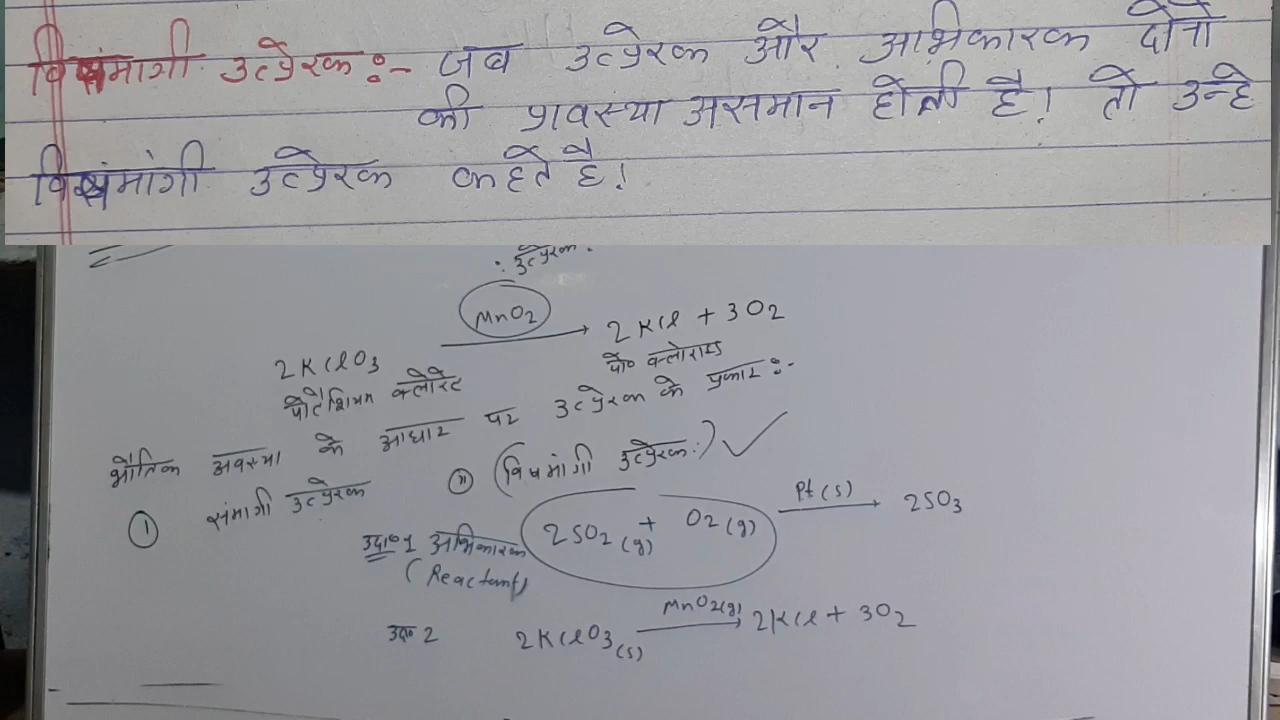 विषमांगी उत्प्रेरक :- जब उत्प्रेरक और अभिकारक दोनो
की प्रावस्था असमान होती है। तो उन्हे
विषमांगी उत्प्रेरक कहते है।
उत्प्रेरक
MnO2
2KClO3 → 2KCl + 3O2
पोटेशियम क्लोरेट पो० क्लोराइड
भौतिक अवस्था के आधार पर उत्प्रेरक के प्रकार :-
① समांगी उत्प्रेरक ② (विषमांगी उत्प्रेरक:) ✓
उदा० 1 अभिकारक 2SO2(g) + O2(g) Pt(s) → 2SO3
(Reactant)
उदा० 2 2KClO3(s) MnO2(g) → 2KCl + 3O2